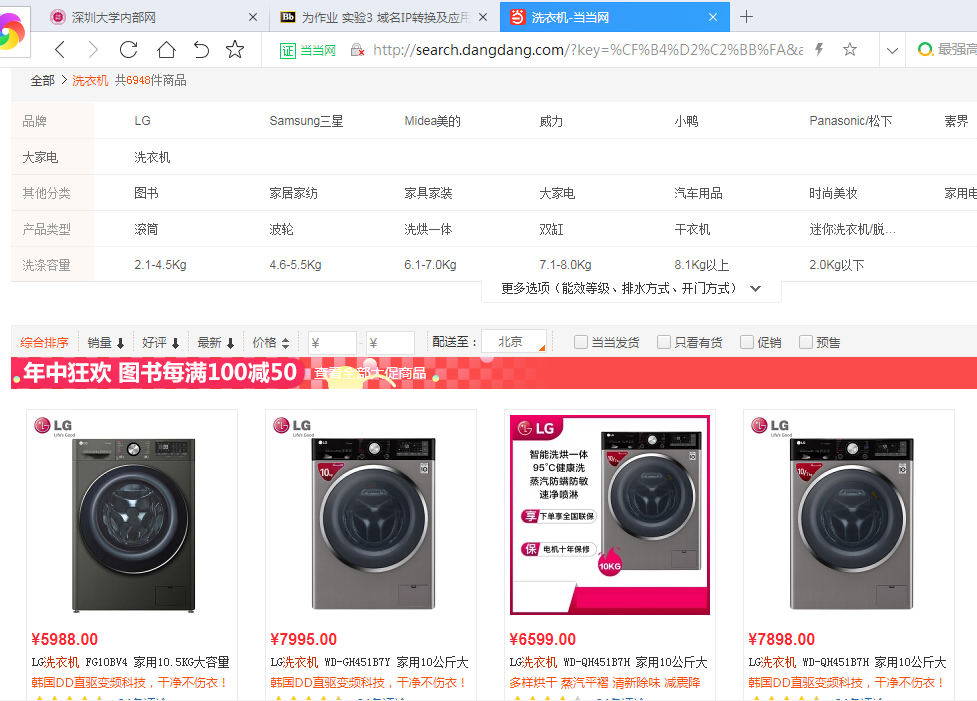 深圳大学内部网
Bb 为作业 实验3 域名IP转换及应用
洗衣机-当当网
证 当当网 http://search.dangdang.com/?key=%CF%B4%D2%C2%BB%FA&a
最强高
全部 > 洗衣机 共6948件商品
品牌 LG Samsung三星 Midea美的 威力 小鸭 Panasonic/松下 素界
大家电 洗衣机
其他分类 图书 家居家纺 家具家装 大家电 汽车用品 时尚美妆 家用电
产品类型 滚筒 波轮 洗烘一体 双缸 干衣机 迷你洗衣机/脱...
洗涤容量 2.1-4.5Kg 4.6-5.5Kg 6.1-7.0Kg 7.1-8.0Kg 8.1Kg以上 2.0Kg以下
更多选项（能效等级、排水方式、开门方式）
综合排序 销量 好评 最新 价格 ¥ - ¥ 配送至： 北京 当当发货 只看有货 促销 预售
年中狂欢 图书每满100减50 查看全部大促商品
LG
Life's Good
LG
Life's Good
10kg
LG
智能洗烘一体
95°C健康洗
蒸汽防螨防敏
速净喷淋
享 下单享全国联保
保 电机十年保修
10KG
LG
Life's Good
10kg
¥5988.00
LG洗衣机 FG10BV4 家用10.5KG大容量
韩国DD直驱变频科技，干净不伤衣！
¥7995.00
LG洗衣机 WD-GH451B7Y 家用10公斤大
韩国DD直驱变频科技，干净不伤衣！
¥6599.00
LG洗衣机 WD-QH451B7H 家用10公斤大
多样烘干 蒸汽平褶 清新除味 减震降
¥7898.00
LG洗衣机 WD-QH451B7H 家用10公斤大
韩国DD直驱变频科技，干净不伤衣！